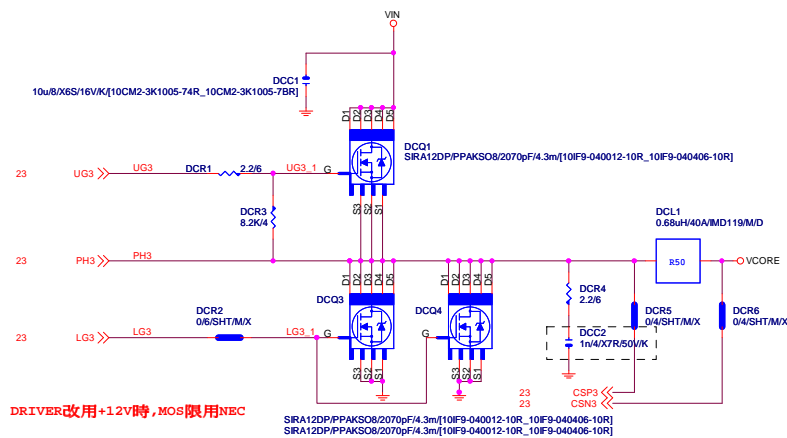 VIN
DCC1
10u/8/X6S/16V/K/[10CM2-3K1005-74R_10CM2-3K1005-7BR]
D1 D2 D3 D4 D5
DCQ1
SIRA12DP/PPAKSO8/2070pF/4.3m/[10IF9-040012-10R_10IF9-040406-10R]
23 UG3 UG3 DCR1 2.2/6 UG3_1 G
S3 S2 S1
DCR3
8.2K/4
DCL1
0.68uH/40A/IMD119/M/D
23 PH3 PH3
R50
VCORE
D1 D2 D3 D4 D5
D1 D2 D3 D4 D5
DCR2
0/6/SHT/M/X
DCQ3
DCQ4
DCR4
2.2/6
DCR5
0/4/SHT/M/X
DCR6
0/4/SHT/M/X
23 LG3 LG3 LG3_1 G
G
DCC2
1n/4/X7R/50V/K
S3 S2 S1
S3 S2 S1
23 CSP3
23 CSN3
DRIVER改用+12V時,MOS限用NEC
SIRA12DP/PPAKSO8/2070pF/4.3m/[10IF9-040012-10R_10IF9-040406-10R]
SIRA12DP/PPAKSO8/2070pF/4.3m/[10IF9-040012-10R_10IF9-040406-10R]